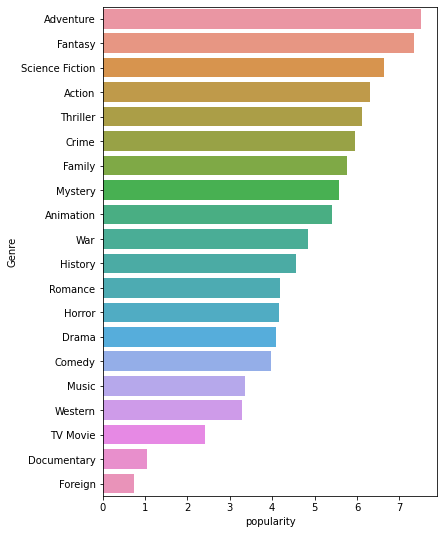 Adventure
Fantasy
Science Fiction
Action
Thriller
Crime
Family
Mystery
Animation
War
History
Romance
Horror
Drama
Comedy
Music
Western
TV Movie
Documentary
Foreign
Genre
0 1 2 3 4 5 6 7
popularity